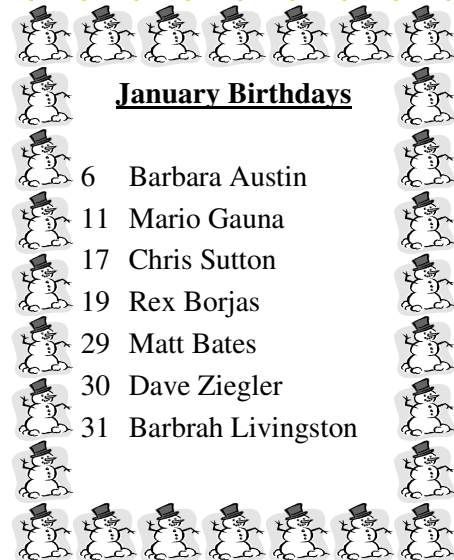 January Birthdays
6 Barbara Austin
11 Mario Gauna
17 Chris Sutton
19 Rex Borjas
29 Matt Bates
30 Dave Ziegler
31 Barbrah Livingston